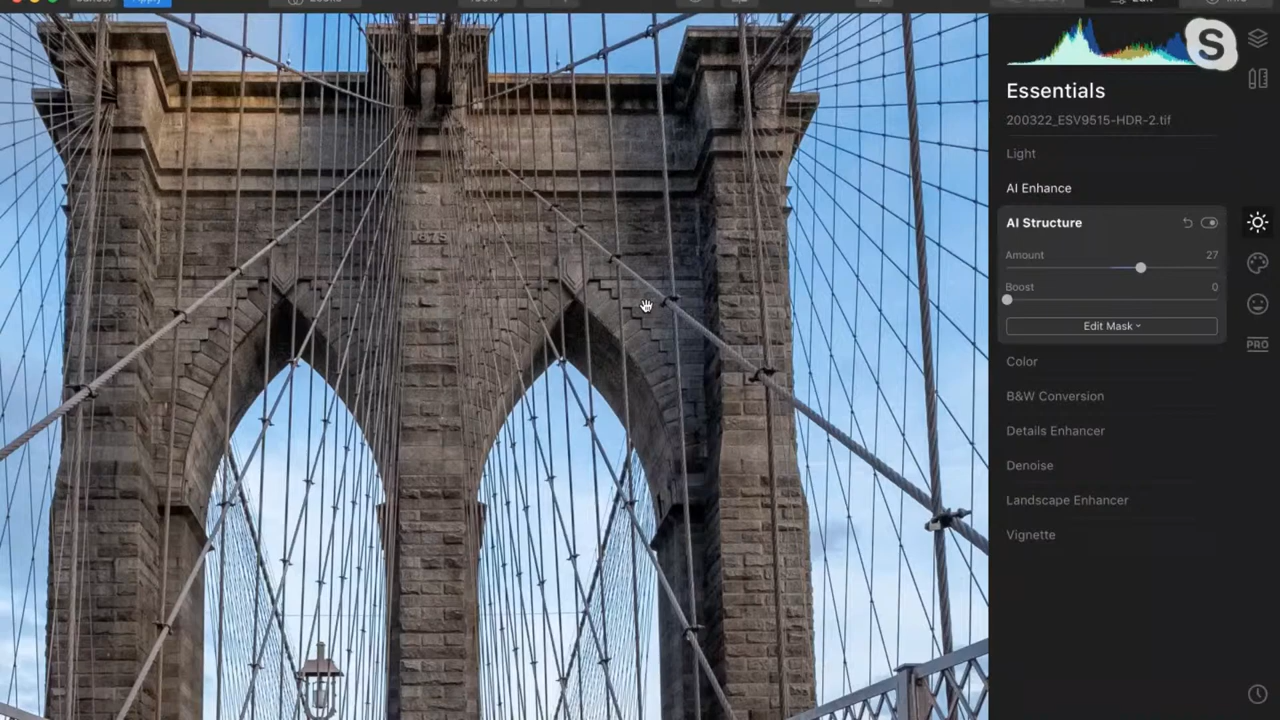 S
Essentials
200322_ESV9515-HDR-2.tif
Light
AI Enhance
AI Structure
Amount 27
Boost 0
Edit Mask
Color
B&W Conversion
PRO
Details Enhancer
Denoise
Landscape Enhancer
Vignette
1875